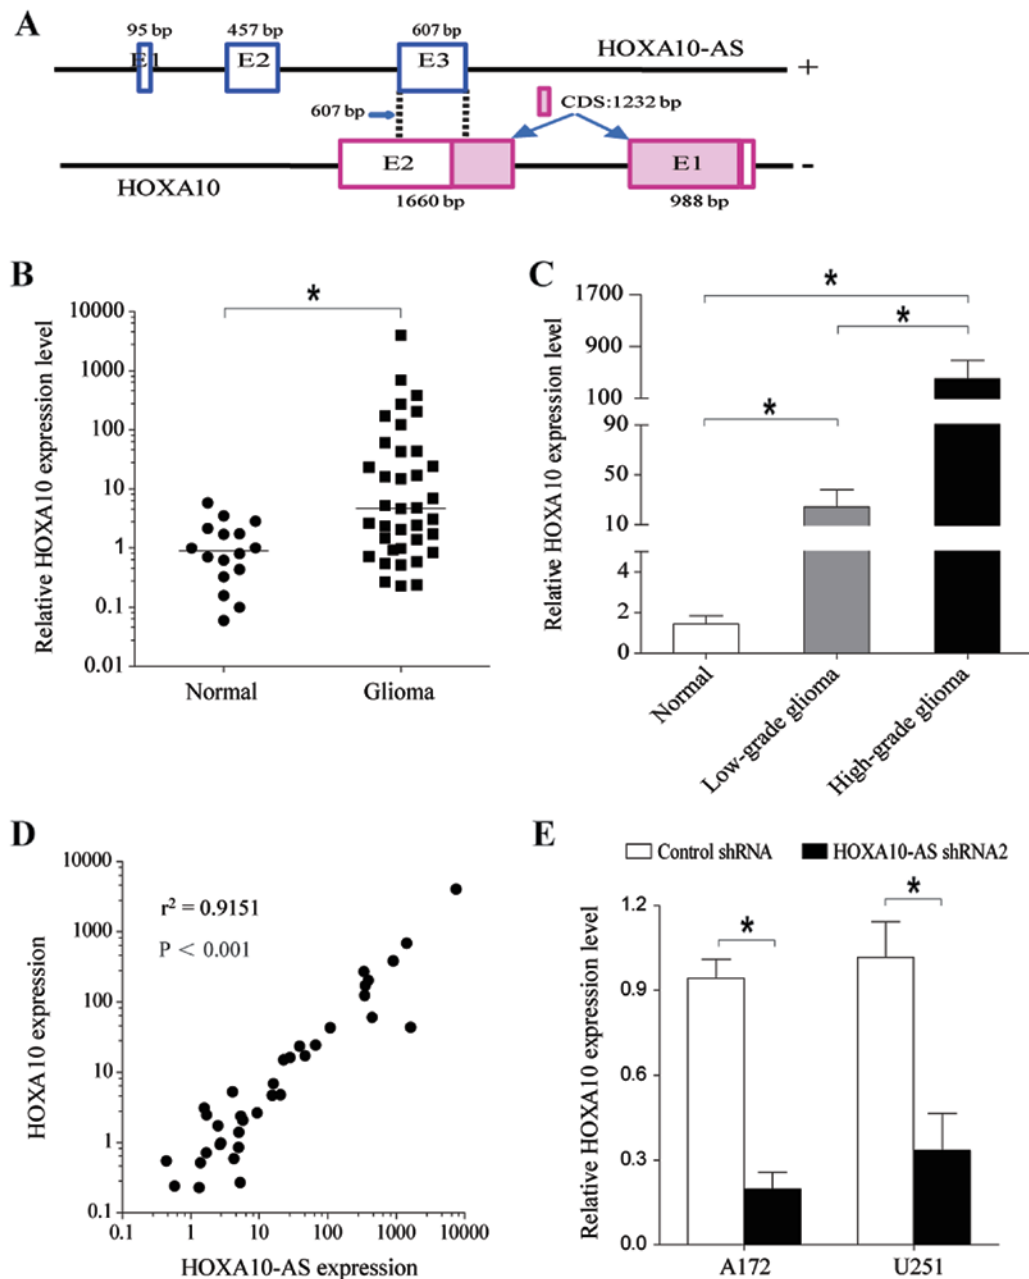 A
95 bp
457 bp
607 bp
E1
E2
E3
HOXA10-AS
+
607 bp
CDS:1232 bp
E2
E1
-
HOXA10
1660 bp
988 bp
B
*
Relative HOXA10 expression level
10000
1000
100
10
1
0.1
0.01
Normal
Glioma
C
*
*
*
Relative HOXA10 expression level
1700
900
100
90
50
10
4
2
0
Normal
Low-grade glioma
High-grade glioma
D
r² = 0.9151
P < 0.001
HOXA10 expression
10000
1000
100
10
1
0.1
0.1
1
10
100
1000
10000
HOXA10-AS expression
E
Control shRNA
HOXA10-AS shRNA2
*
*
Relative HOXA10 expression level
1.2
0.9
0.6
0.3
0.0
A172
U251